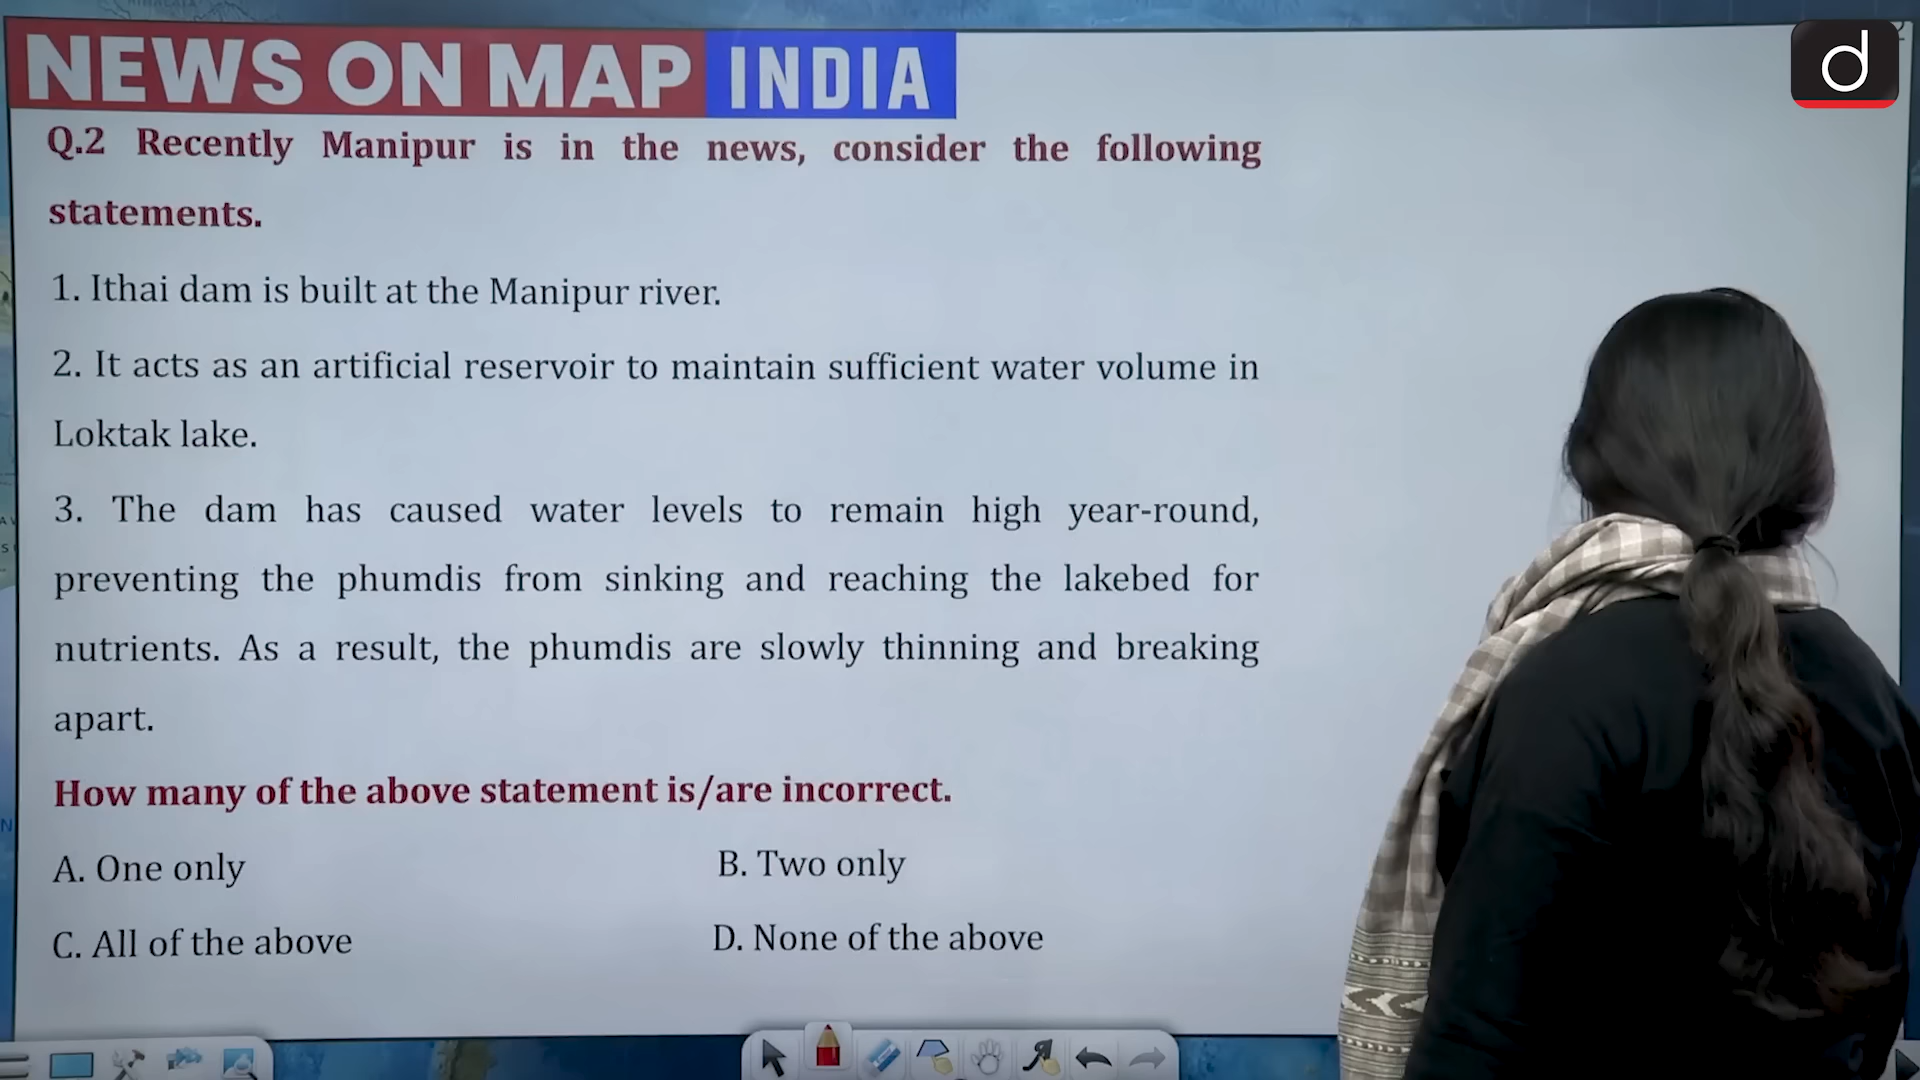 NEWS ON MAP INDIA
d
Q.2 Recently Manipur is in the news, consider the following
statements.
1. Ithai dam is built at the Manipur river.
2. It acts as an artificial reservoir to maintain sufficient water volume in
Loktak lake.
3. The dam has caused water levels to remain high year-round,
preventing the phumdis from sinking and reaching the lakebed for
nutrients. As a result, the phumdis are slowly thinning and breaking
apart.
How many of the above statement is/are incorrect.
A. One only
B. Two only
C. All of the above
D. None of the above